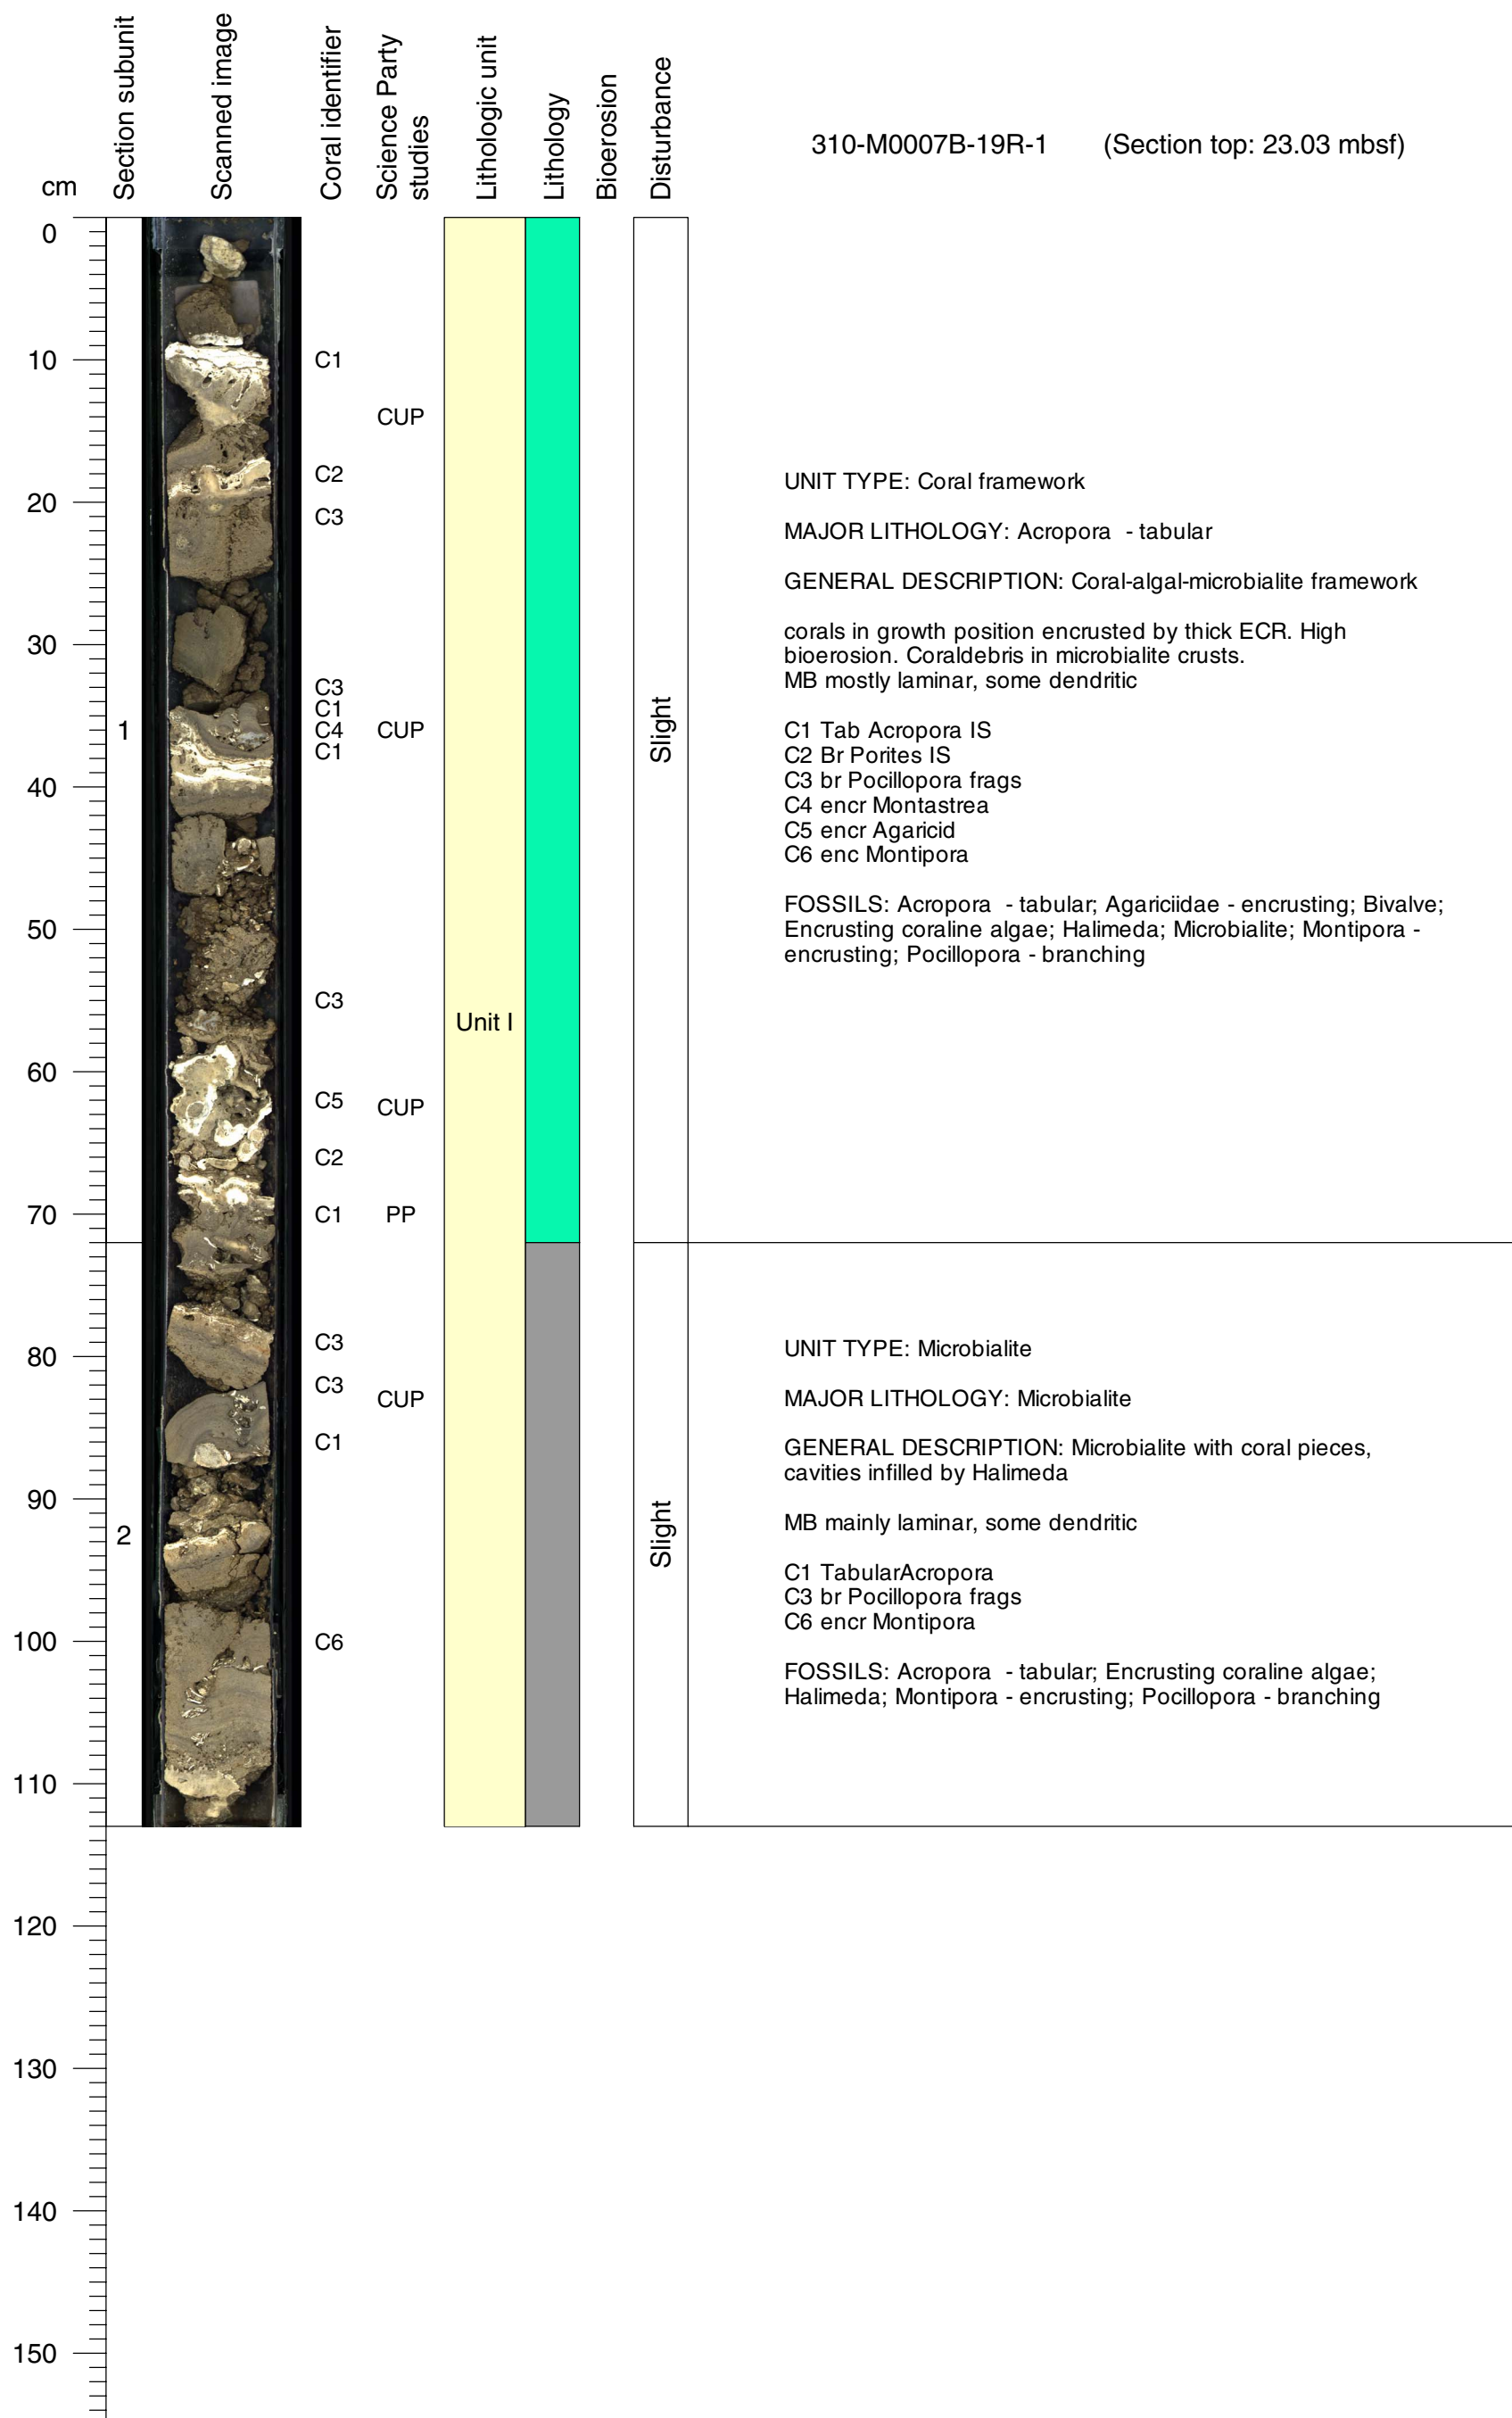 cm
Section subunit
Scanned image
Coral identifier
Science Party
studies
Lithologic unit
Lithology
Bioerosion
Disturbance
310-M0007B-19R-1 (Section top: 23.03 mbsf)
0
10
20
30
40
50
60
70
80
90
100
110
120
130
140
150
1
2
C1
C2
C3
C3
C1
C4
C1
C3
C5
C2
C1
C3
C3
C1
C6
CUP
CUP
CUP
PP
CUP
Unit I
Slight
Slight
UNIT TYPE: Coral framework
MAJOR LITHOLOGY: Acropora - tabular
GENERAL DESCRIPTION: Coral-algal-microbialite framework
corals in growth position encrusted by thick ECR. High
bioerosion. Coraldebris in microbialite crusts.
MB mostly laminar, some dendritic
C1 Tab Acropora IS
C2 Br Porites IS
C3 br Pocillopora frags
C4 encr Montastrea
C5 encr Agaricid
C6 enc Montipora
FOSSILS: Acropora - tabular; Agariciidae - encrusting; Bivalve;
Encrusting coraline algae; Halimeda; Microbialite; Montipora -
encrusting; Pocillopora - branching
UNIT TYPE: Microbialite
MAJOR LITHOLOGY: Microbialite
GENERAL DESCRIPTION: Microbialite with coral pieces,
cavities infilled by Halimeda
MB mainly laminar, some dendritic
C1 TabularAcropora
C3 br Pocillopora frags
C6 encr Montipora
FOSSILS: Acropora - tabular; Encrusting coraline algae;
Halimeda; Montipora - encrusting; Pocillopora - branching